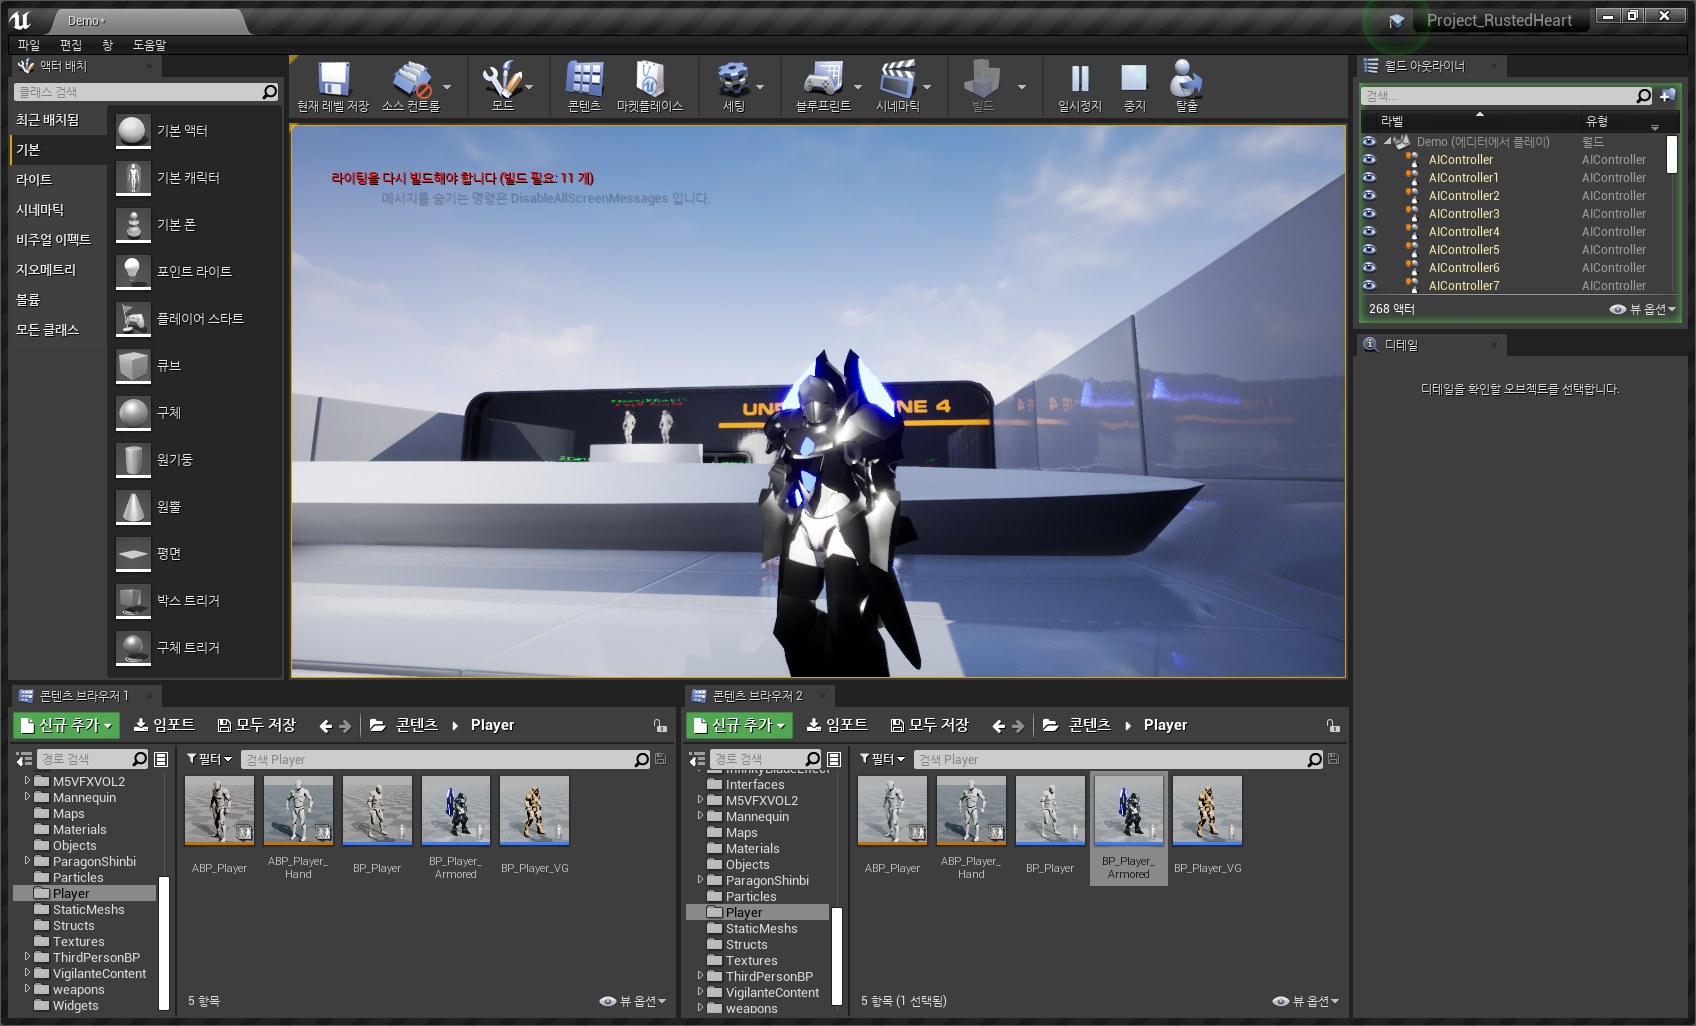 Demo*
Project_RustedHeart
파일 편집 창 도움말
액터 배치
클래스 검색
최근 배치됨
기본
라이트
시네마틱
비주얼 이펙트
지오메트리
볼륨
모든 클래스
기본 액터
기본 캐릭터
기본 폰
포인트 라이트
플레이어 스타트
큐브
구체
원기둥
원뿔
평면
박스 트리거
구체 트리거
현재 레벨 저장 소스 컨트롤 모드 콘텐츠 마켓플레이스 세팅 블루프린트 시네마틱 빌드 일시정지 중지 탈출
라이팅을 다시 빌드해야 합니다 (빌드 필요: 11 개)
메시지를 숨기는 명령은 DisableAllScreenMessages 입니다.
UN NE 4
월드 아웃라이너
검색...
라벨 유형
Demo (에디터에서 플레이) 월드
AIController AIController
AIController1 AIController
AIController2 AIController
AIController3 AIController
AIController4 AIController
AIController5 AIController
AIController6 AIController
AIController7 AIController
268 액터 뷰 옵션
디테일
디테일을 확인할 오브젝트를 선택합니다.
콘텐츠 브라우저 1
신규 추가 임포트 모두 저장 콘텐츠 Player
경로 검색 필터 검색 Player
M5VFXVOL2
Mannequin
Maps
Materials
Objects
ParagonShinbi
Particles
Player
StaticMeshs
Structs
Textures
ThirdPersonBP
VigilanteContent
weapons
Widgets
ABP_Player
ABP_Player_
Hand
BP_Player
BP_Player_
Armored
BP_Player_VG
5 항목 뷰 옵션
콘텐츠 브라우저 2
신규 추가 임포트 모두 저장 콘텐츠 Player
경로 검색 필터 검색 Player
InfinityBladeEffect
Interfaces
M5VFXVOL2
Mannequin
Maps
Materials
Objects
ParagonShinbi
Particles
Player
StaticMeshs
Structs
Textures
ThirdPersonBP
VigilanteContent
weapons
ABP_Player
ABP_Player_
Hand
BP_Player
BP_Player_
Armored
BP_Player_VG
5 항목 (1 선택됨) 뷰 옵션